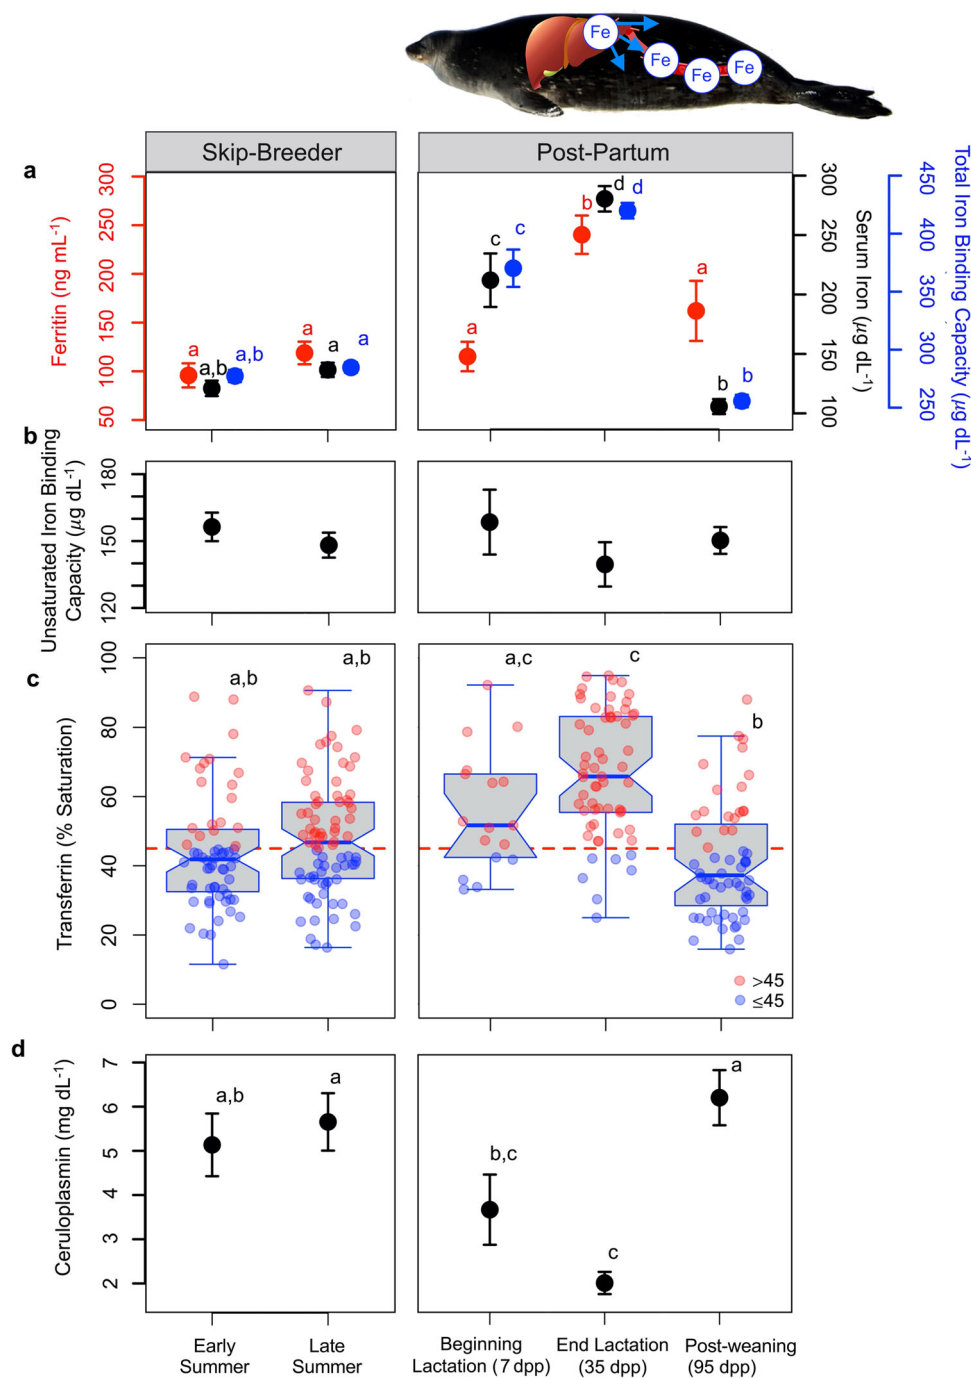 Fe
Fe
Fe
Fe
Skip-Breeder
Post-Partum
a
Ferritin (ng mL-1)
300
250
200
150
100
50
a
a,b
a,b
a
a
a
a
c
c
b
d
d
a
b
b
300
250
200
150
100
Serum Iron (μg dL-1)
450
400
350
300
250
Total Iron Binding Capacity (μg dL-1)
b
Unsaturated Iron Binding
Capacity (μg dL-1)
180
150
120
c
Transferrin (% Saturation)
100
80
60
40
20
0
a,b
a,b
a,c
c
b
>45
≤45
d
Ceruloplasmin (mg dL-1)
7
6
5
4
3
2
a,b
a
b,c
c
a
Early
Summer
Late
Summer
Beginning
Lactation (7 dpp)
End Lactation
(35 dpp)
Post-weaning
(95 dpp)